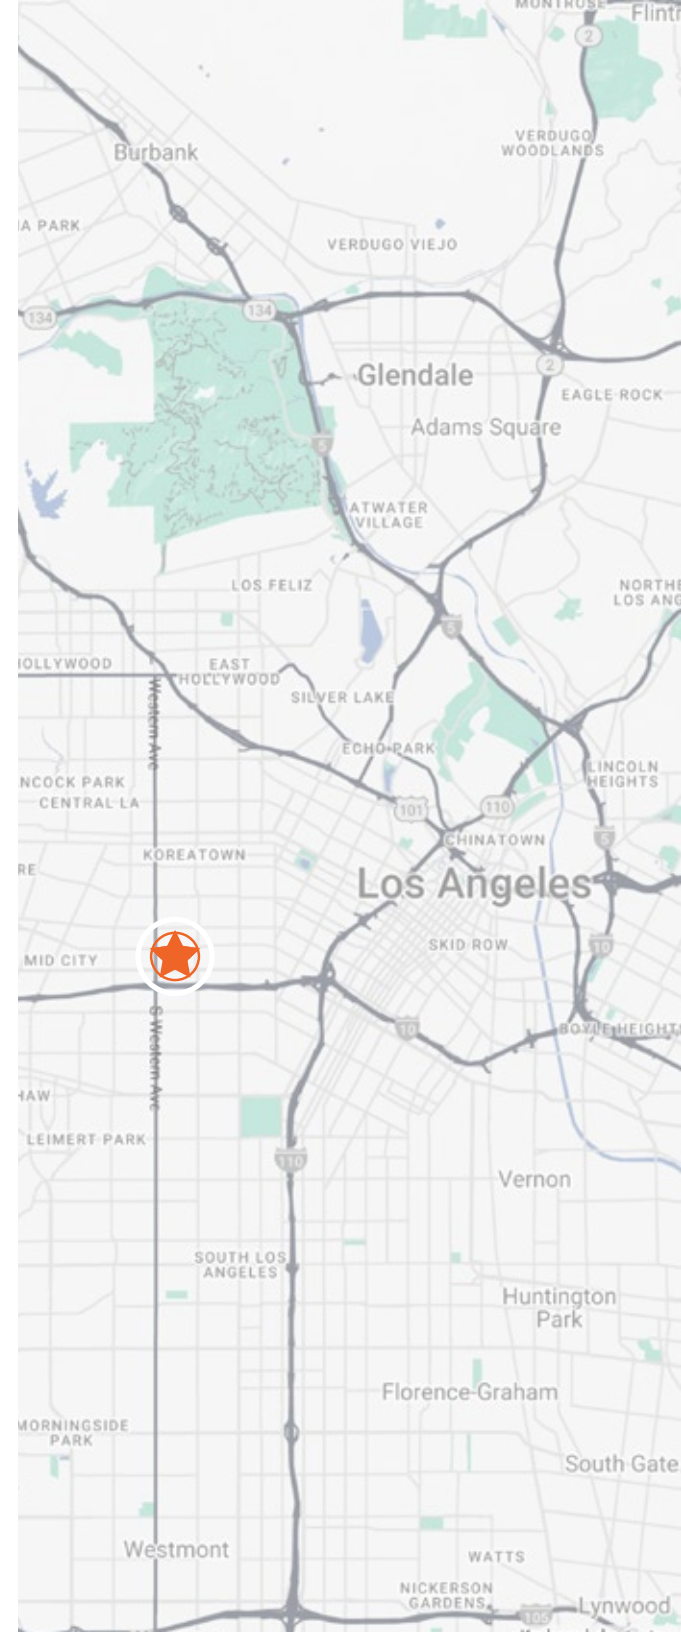 MONTROSE
Flintr
2
VERDUGO
WOODLANDS
Burbank
A PARK
VERDUGO VIEJO
134
134
2
Glendale
EAGLE ROCK
Adams Square
5
ATWATER
VILLAGE
LOS FELIZ
NORTHE
LOS ANG
5
OLLYWOOD
EAST
HOLLYWOOD
SILVER LAKE
Western Ave
ECHO PARK
LINCOLN
HEIGHTS
NCOCK PARK
CENTRAL LA
101
110
5
CHINATOWN
KOREATOWN
RE
Los Angeles
SKID ROW
10
MID CITY
S Western Ave
10
BOYLE HEIGHTS
HAW
LEIMERT PARK
110
Vernon
SOUTH LOS
ANGELES
Huntington
Park
Florence-Graham
MORNINGSIDE
PARK
South Gate
Westmont
WATTS
NICKERSON
GARDENS
105
Lynwood